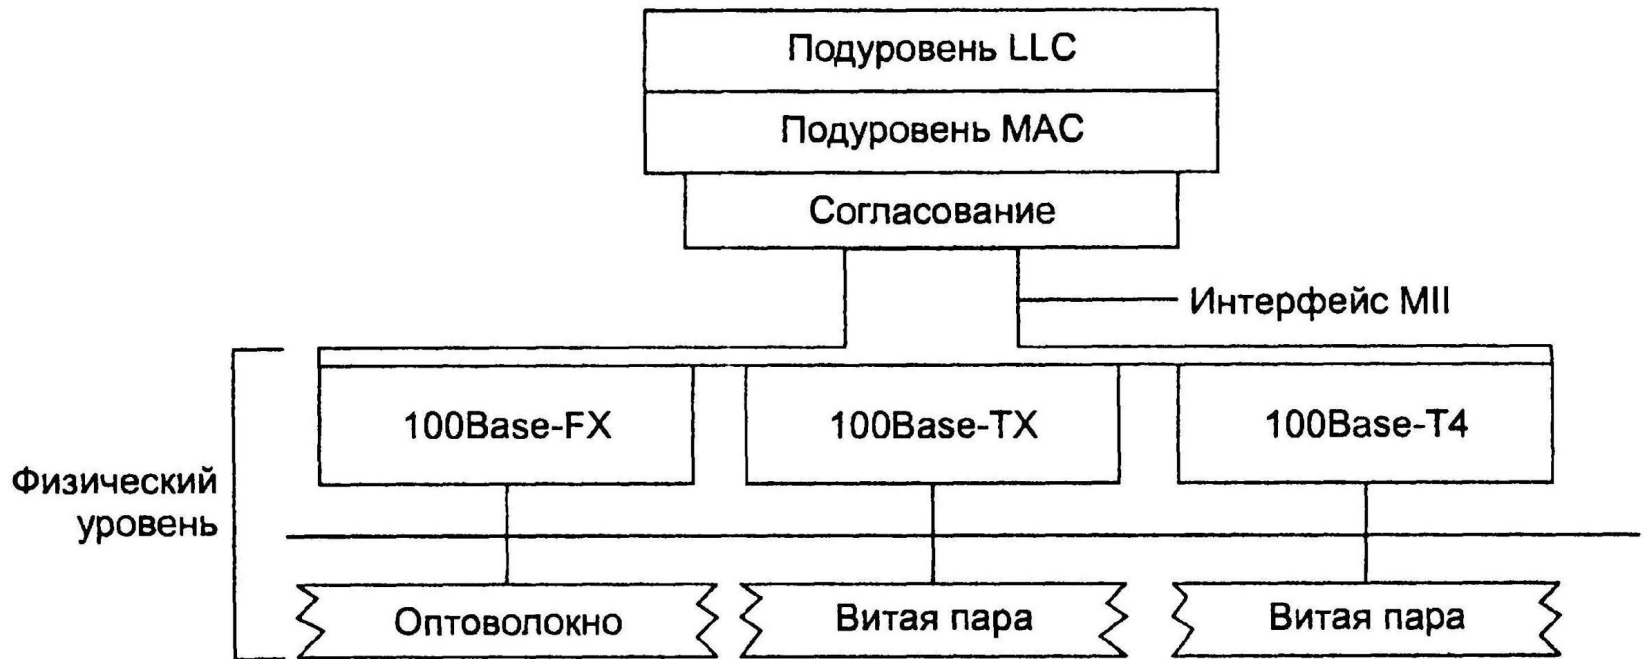 Подуровень LLC
Подуровень MAC
Согласование
Интерфейс MII
100Base-FX
100Base-TX
100Base-T4
Физический
уровень
Оптоволокно
Витая пара
Витая пара